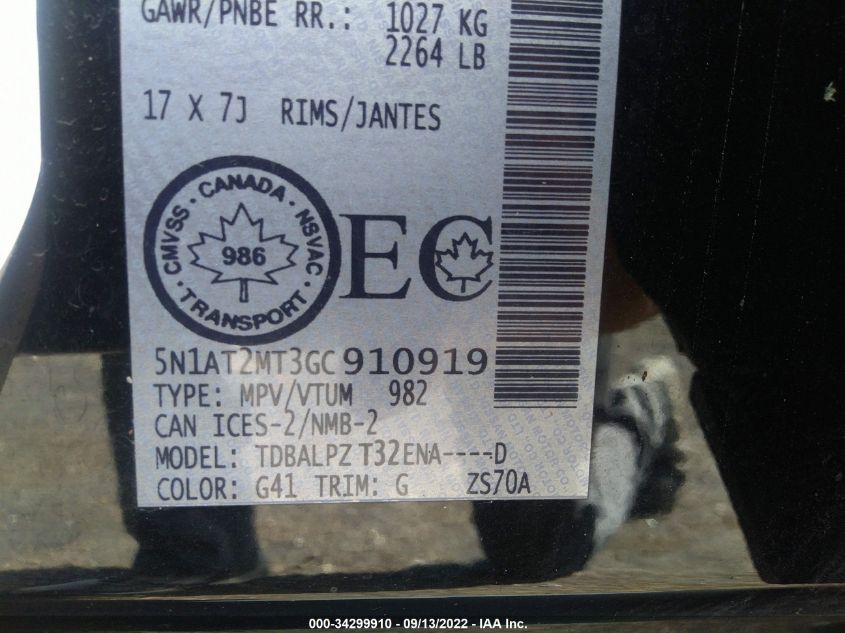 GAWR/PNBE RR.: 1027 KG
2264 LB
17 X 7J RIMS/JANTES
CMVSS · CANADA · NSVAC
986
· TRANSPORT ·
EC
5N1AT2MT3GC910919
TYPE: MPV/VTUM 982
CAN ICES-2/NMB-2
MODEL: TDBALPZ T32ENA----D
COLOR: G41 TRIM: G ZS70A
000-34299910 - 09/13/2022 - IAA Inc.